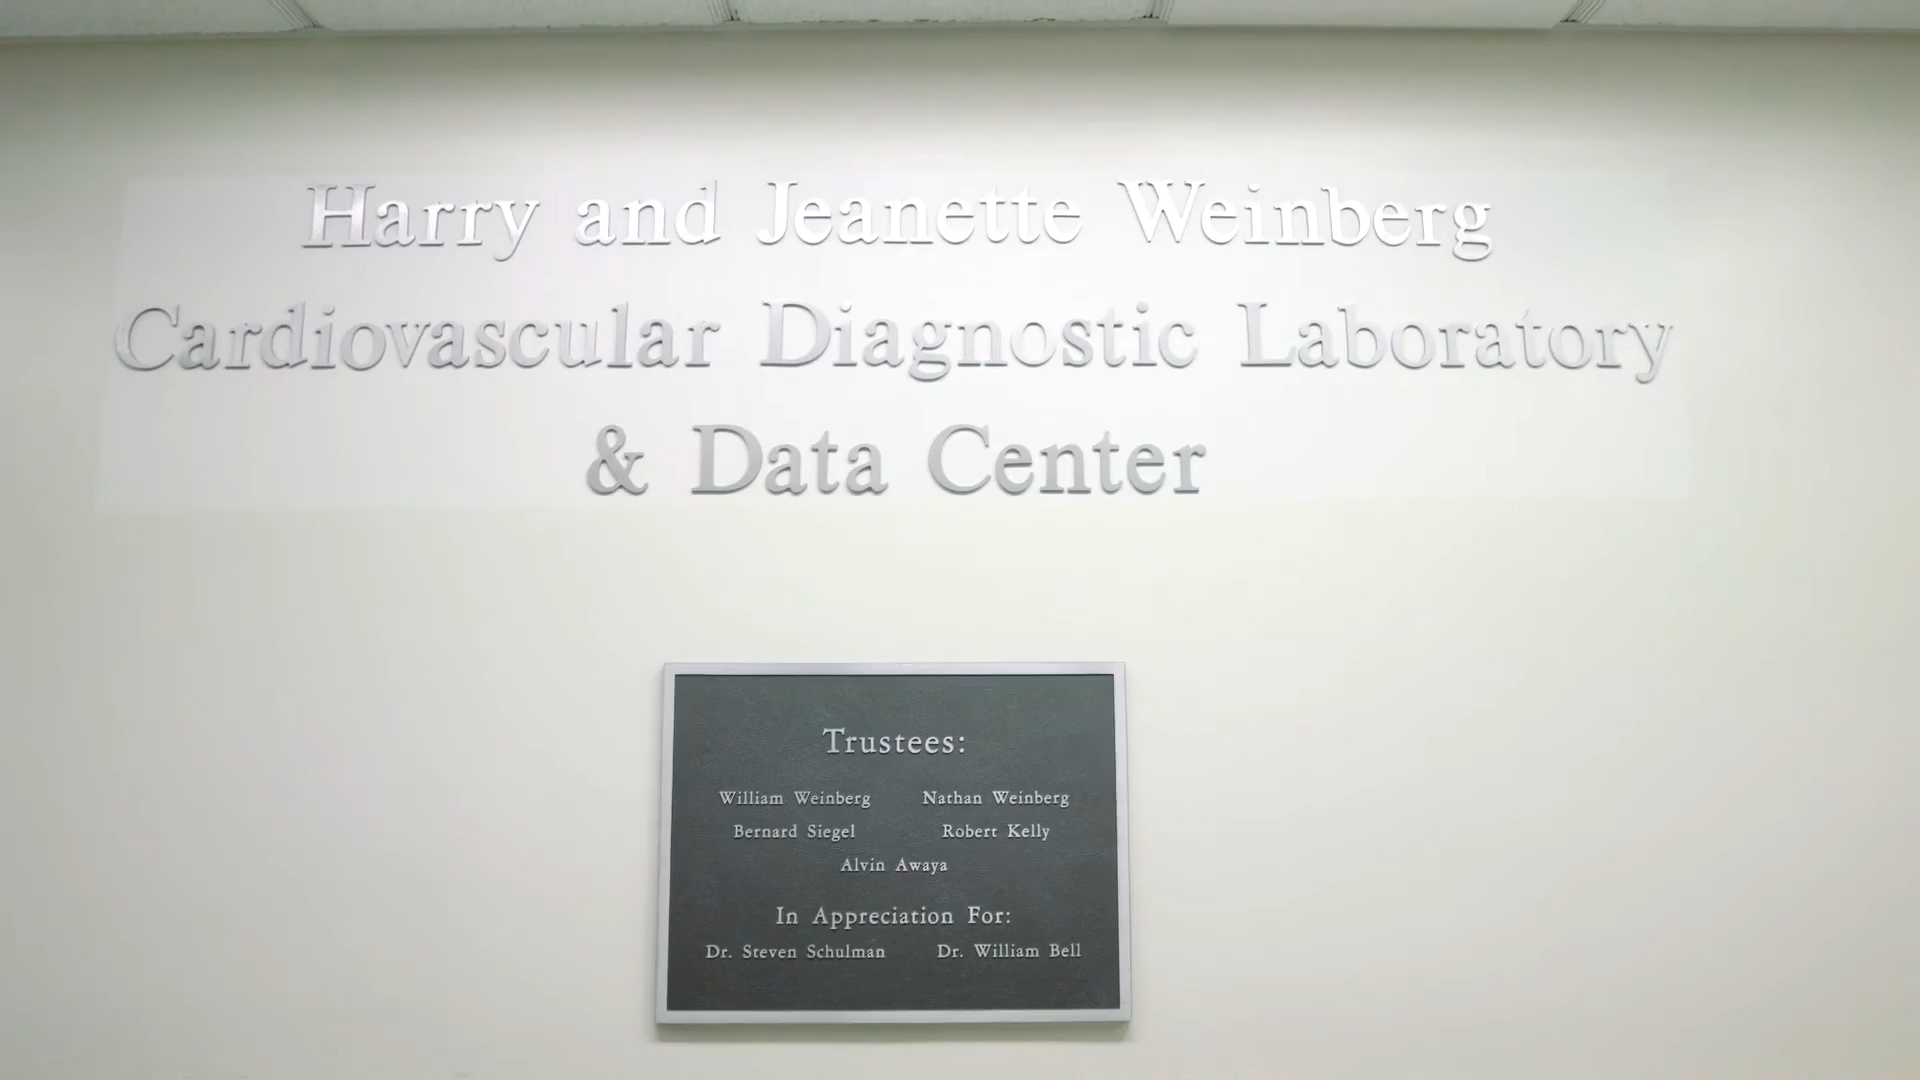 Harry and Jeanette Weinberg
Cardiovascular Diagnostic Laboratory
& Data Center
Trustees:
William Weinberg Nathan Weinberg
Bernard Siegel Robert Kelly
Alvin Awaya
In Appreciation For:
Dr. Steven Schulman Dr. William Bell